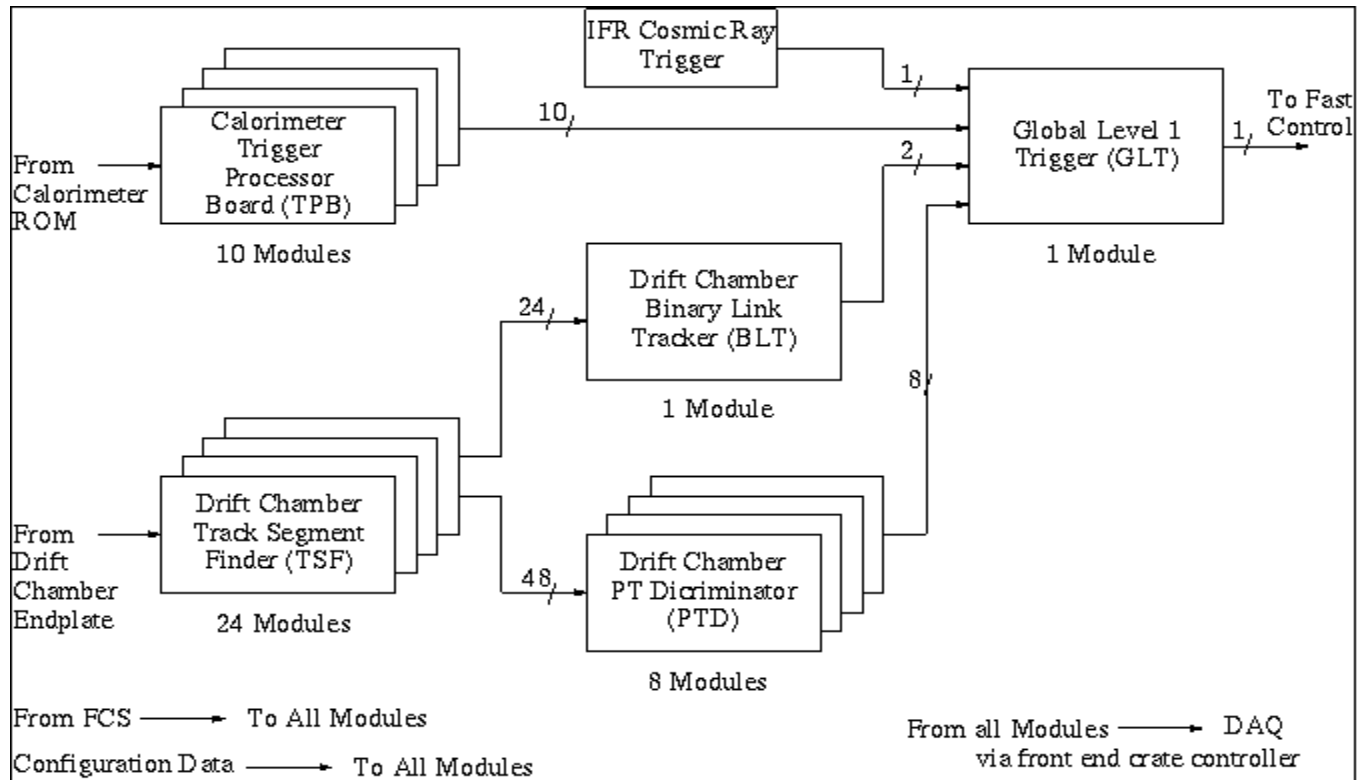 IFR Cosmic Ray
Trigger
1
To Fast
Control
Calorimeter
Trigger
Processor
Board (TPB)
10
Global Level 1
Trigger (GLT)
1
2
From
Calorimeter
ROM
10 Modules
1 Module
Drift Chamber
Binary Link
Tracker (BLT)
24
1 Module
8
Drift Chamber
Track Segment
Finder (TSF)
From
Drift
Chamber
Endplate
48
Drift Chamber
PT Dicriminator
(PTD)
24 Modules
8 Modules
From FCS To All Modules
From all Modules DAQ
via front end crate controller
Configuration Data To All Modules